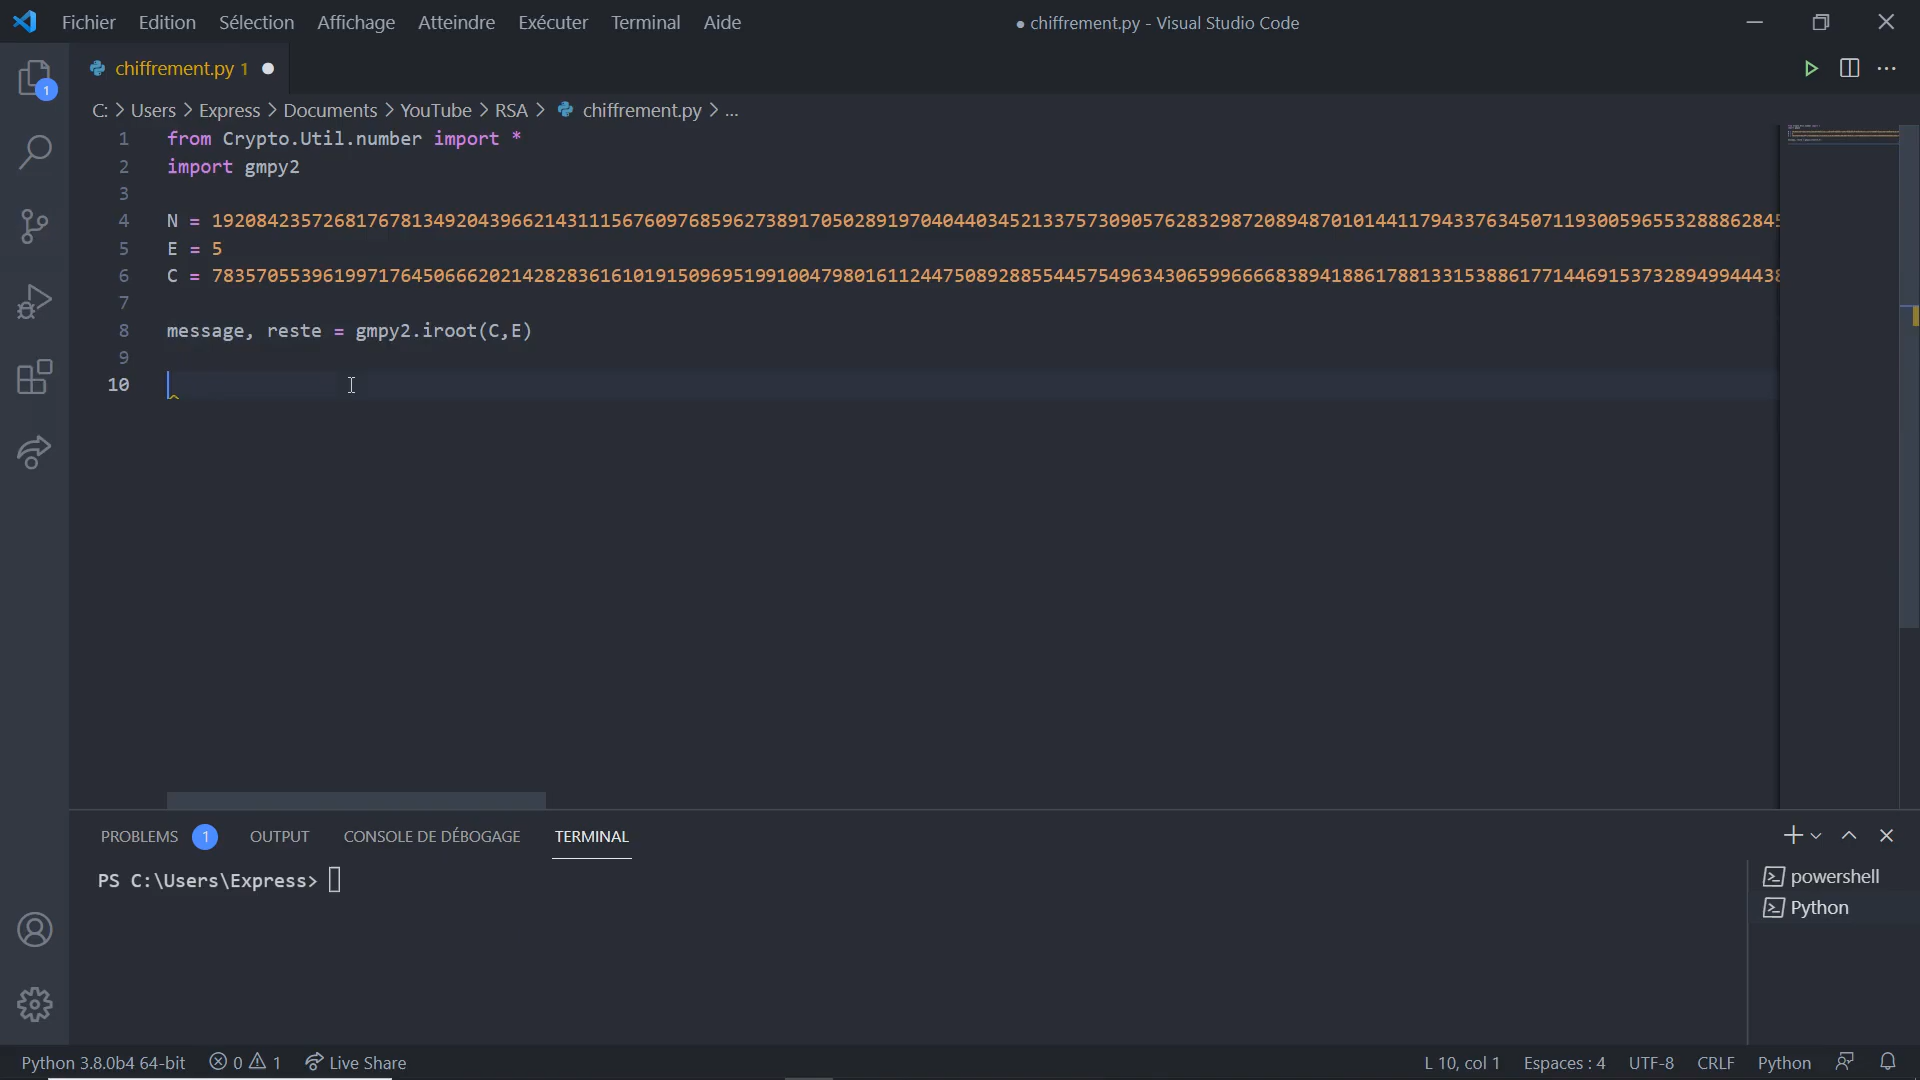 Fichier Edition Sélection Affichage Atteindre Exécuter Terminal Aide
● chiffrement.py - Visual Studio Code
chiffrement.py 1 ●
1
C: > Users > Express > Documents > YouTube > RSA > chiffrement.py > ...
1 from Crypto.Util.number import *
2 import gmpy2
3
4 N = 1920842357268176781349204396621431115676097685962738917050289197040440345213375730905762832987208948701014411794337634507119300596553288862845
5 E = 5
6 C = 78357055396199717645066620214282836161019150969519910047980161124475089288554457549634306599666683894188617881331538861771446915373289499444438
7
8 message, reste = gmpy2.iroot(C,E)
9
10
PROBLEMS 1 OUTPUT CONSOLE DE DÉBOGAGE TERMINAL
PS C:\Users\Express>
powershell
Python
Python 3.8.0b4 64-bit 0 1 Live Share
L 10, col 1 Espaces : 4 UTF-8 CRLF Python